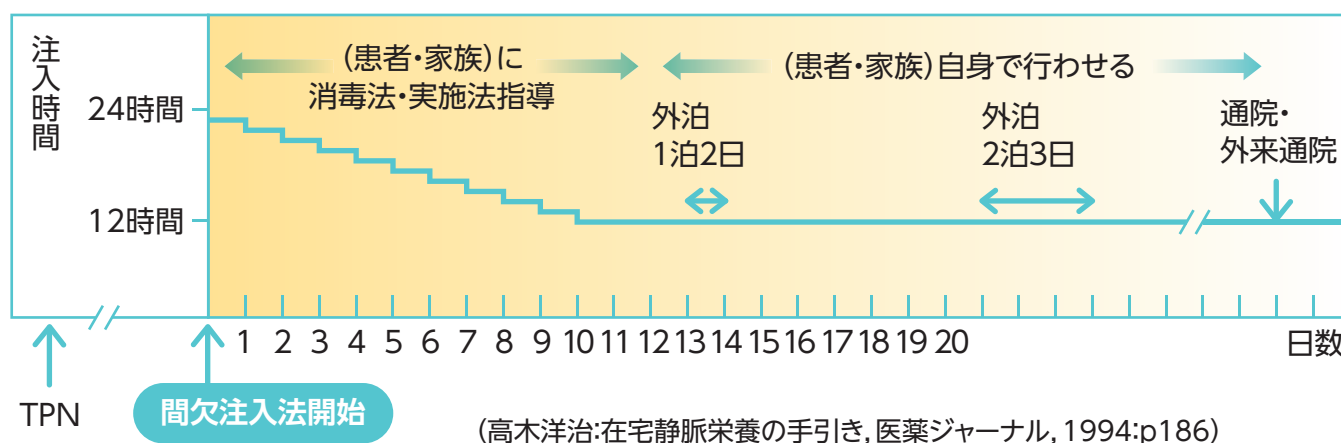 注入時間
24時間
12時間
(患者・家族)に
消毒法・実施法指導
(患者・家族)自身で行わせる
外泊
1泊2日
外泊
2泊3日
通院・
外来通院
1 2 3 4 5 6 7 8 9 10 11 12 13 14 15 16 17 18 19 20 日数
TPN
間欠注入法開始
(高木洋治:在宅静脈栄養の手引き, 医薬ジャーナル, 1994:p186)